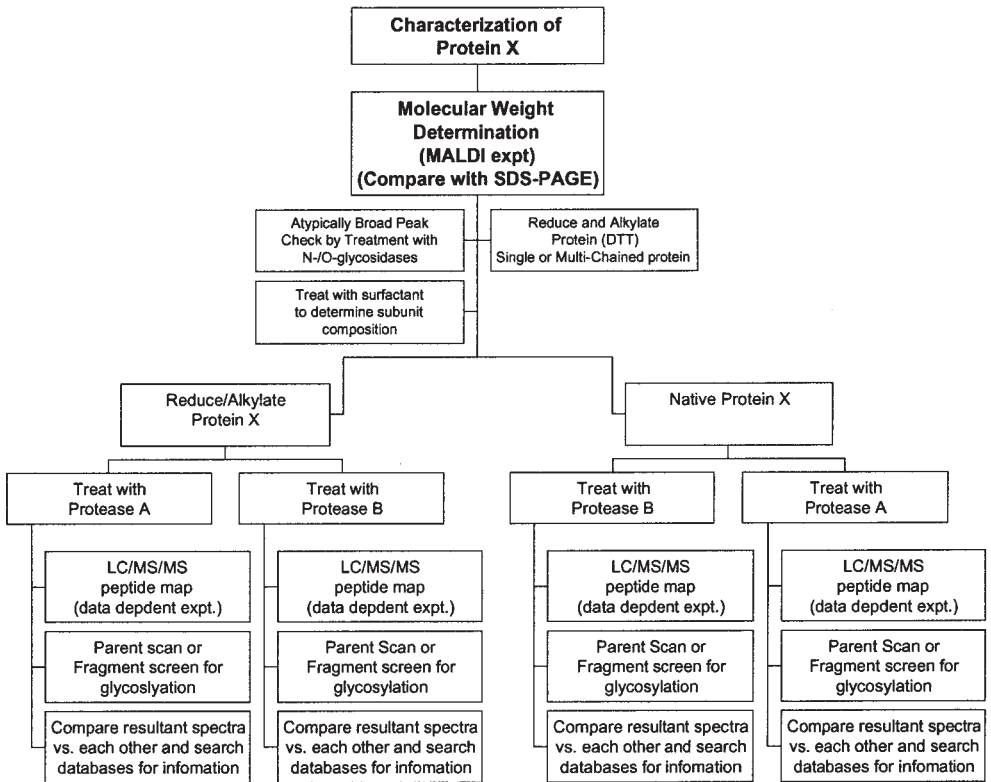 Characterization of
Protein X
Molecular Weight
Determination
(MALDI expt)
(Compare with SDS-PAGE)
Atypically Broad Peak
Check by Treatment with
N-/O-glycosidases
Reduce and Alkylate
Protein (DTT)
Single or Multi-Chained protein
Treat with surfactant
to determine subunit
composition
Reduce/Alkylate
Protein X
Native Protein X
Treat with
Protease A
Treat with
Protease B
Treat with
Protease B
Treat with
Protease A
LC/MS/MS
peptide map
(data depdent expt.)
LC/MS/MS
peptide map
(data depdent expt.)
LC/MS/MS
peptide map
(data depdent expt.)
LC/MS/MS
peptide map
(data depdent expt.)
Parent Scan or
Fragment screen for
glycoslyation
Parent Scan or
Fragment screen for
glycosylation
Parent Scan or
Fragment screen for
glycosylation
Parent Scan or
Fragment screen for
glycosylation
Compare resultant spectra
vs. each other and search
databases for infomation
Compare resultant spectra
vs. each other and search
databases for infomation
Compare resultant spectra
vs. each other and search
databases for infomation
Compare resultant spectra
vs. each other and search
databases for infomation